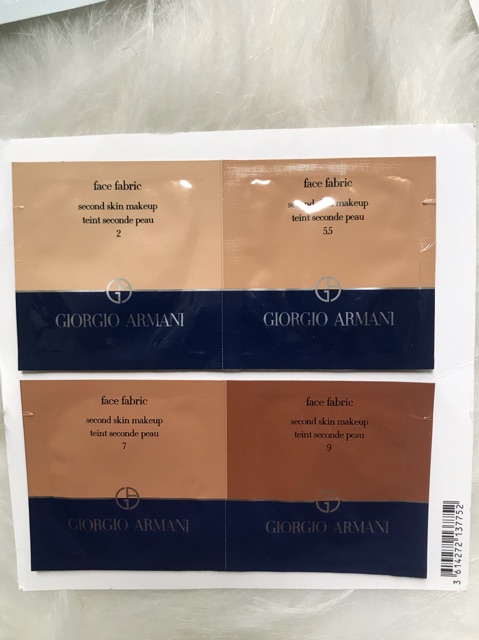 face fabric
second skin makeup
teint seconde peau
2
GIORGIO ARMANI
face fabric
second skin makeup
teint seconde peau
5.5
GIORGIO ARMANI
face fabric
second skin makeup
teint seconde peau
7
GIORGIO ARMANI
face fabric
second skin makeup
teint seconde peau
9
GIORGIO ARMANI
3 614272 137752